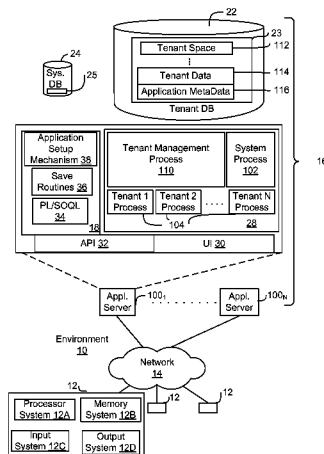 22
23
Tenant Space
112
24
Sys.
DB
25
Tenant Data
114
Application MetaData
116
Tenant DB
16
Application
Setup
Mechanism 38
Save
Routines 36
PL/SOQL
34
18
Tenant Management
Process
110
System
Process
102
Tenant 1
Process
Tenant 2
Process
Tenant N
Process
104
28
API 32
UI 30
Appl.
Server
100₁
Appl.
Server
100N
Environment
10
Network
14
12
12
12
Processor
System 12A
Memory
System 12B
Input
System 12C
Output
System 12D